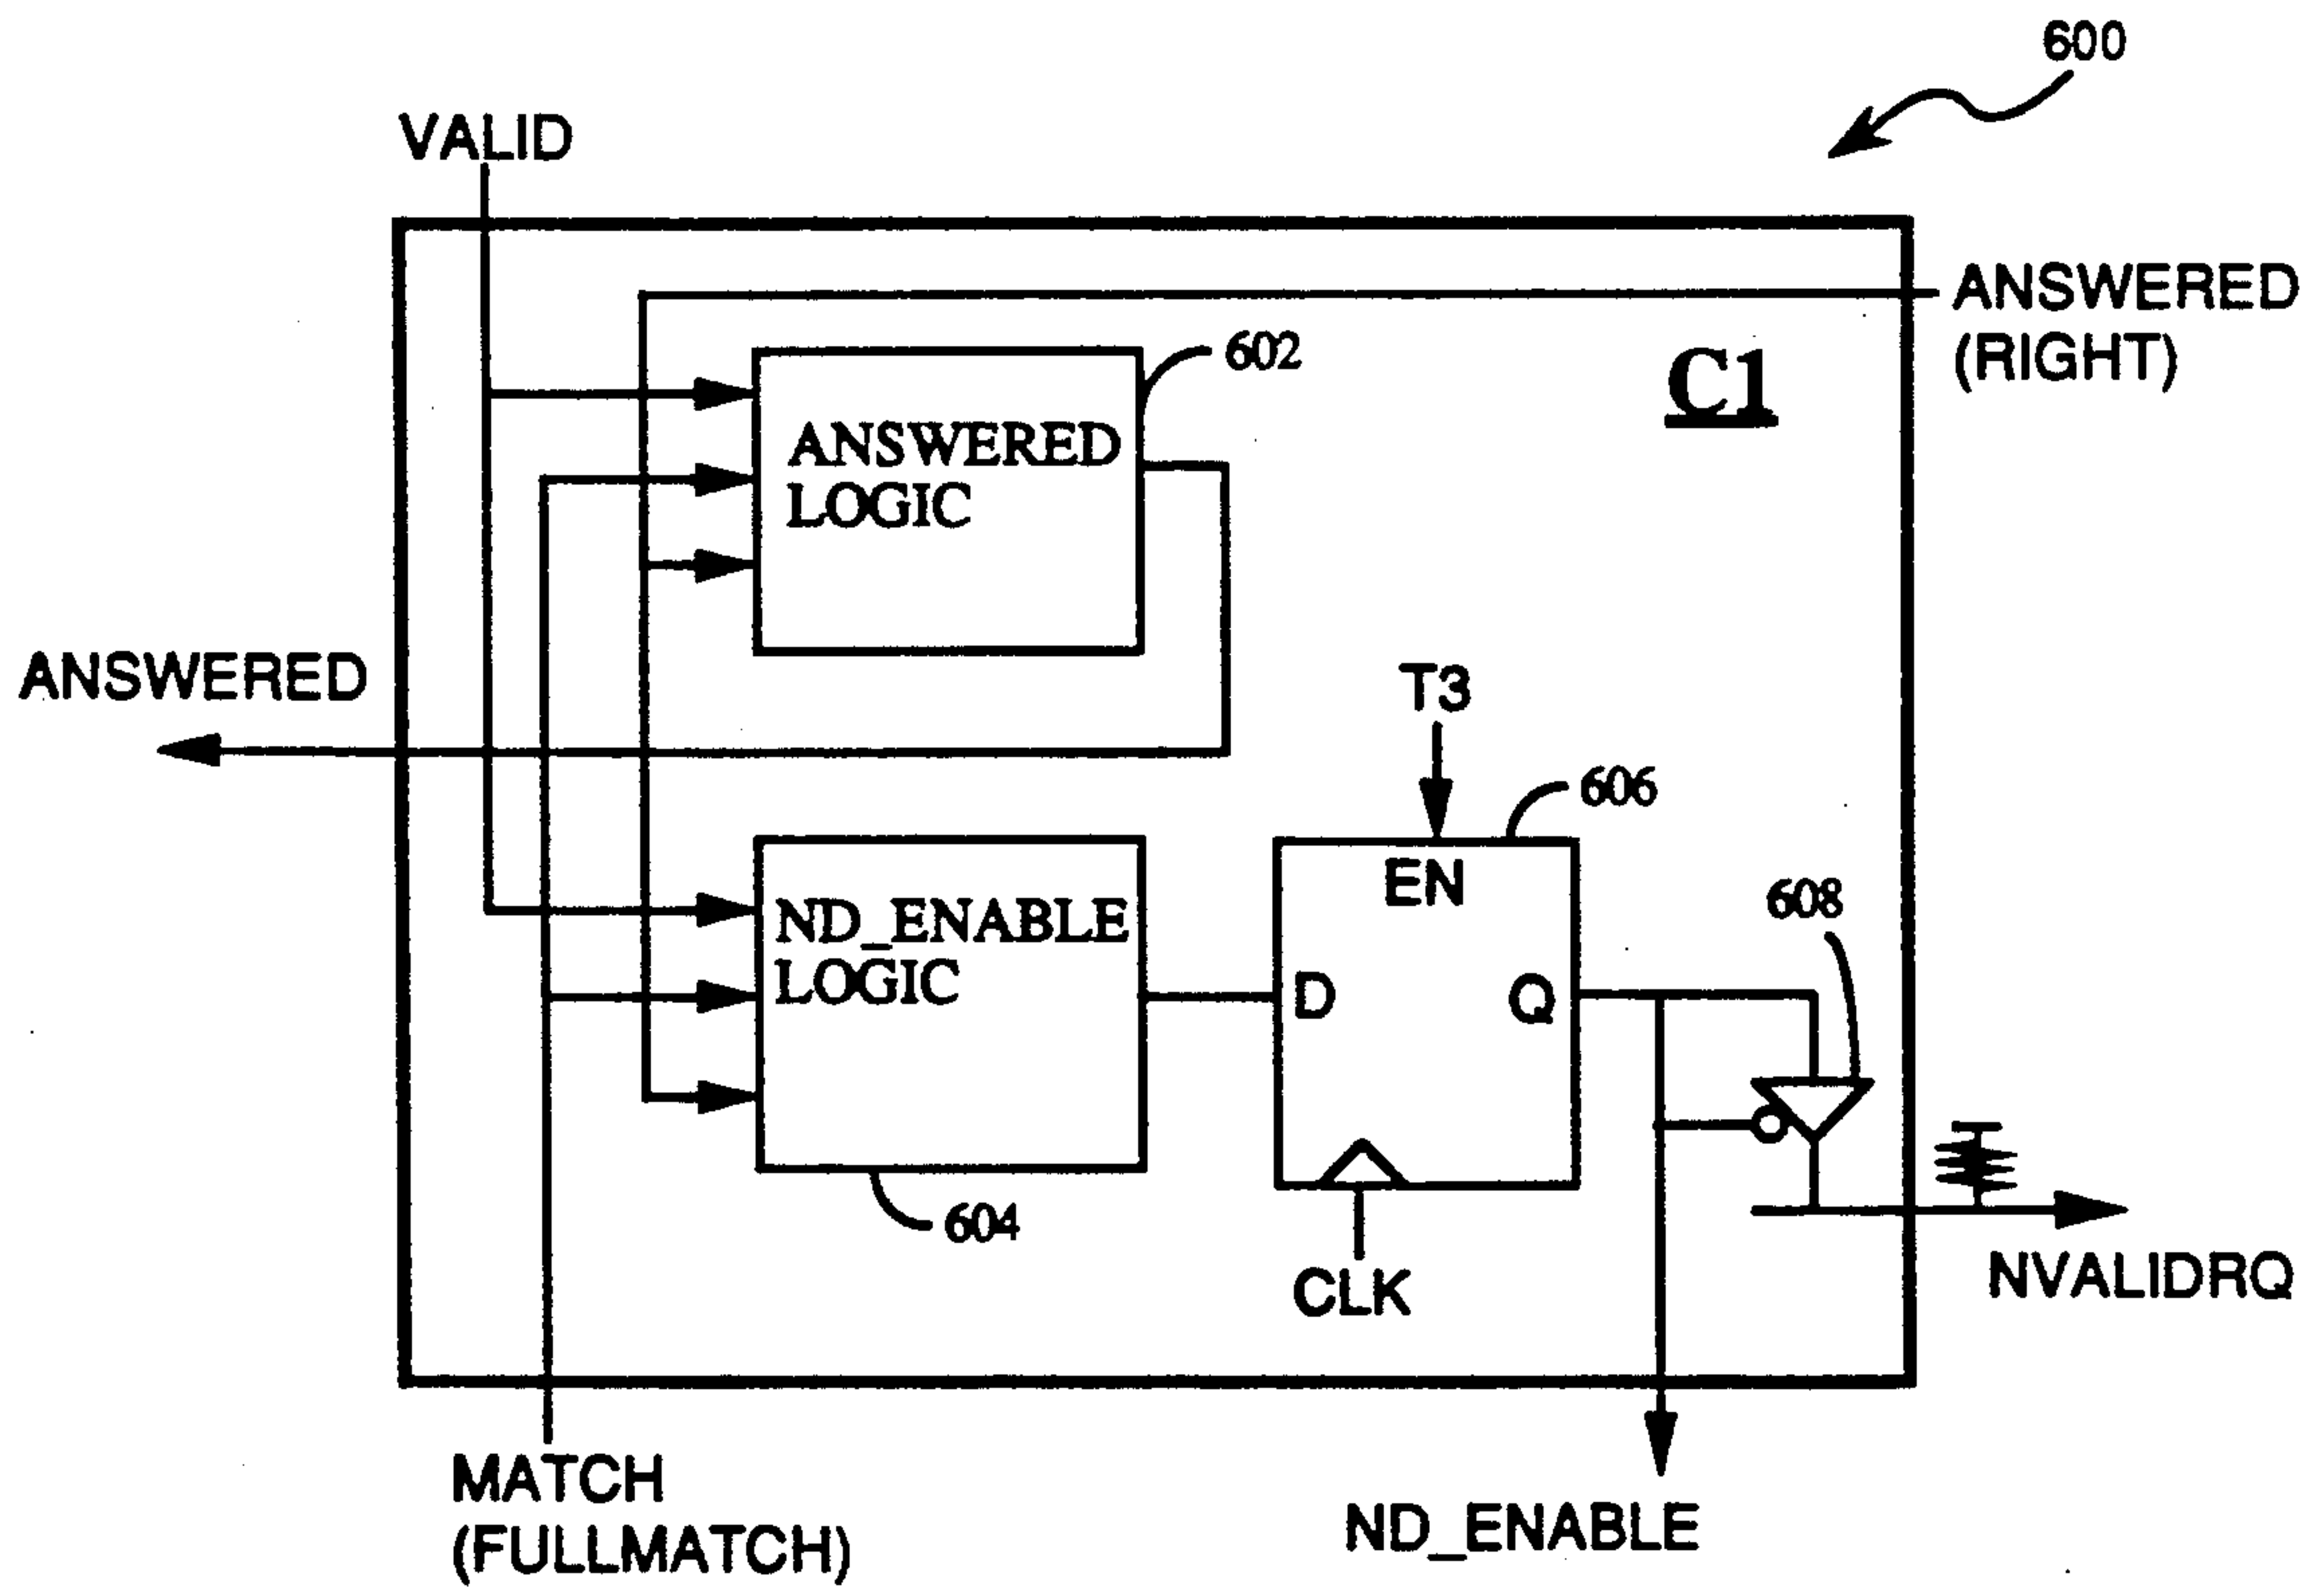 600
VALID
ANSWERED
(RIGHT)
602
C1
ANSWERED
LOGIC
ANSWERED
T3
606
EN
608
ND_ENABLE
LOGIC
D
Q
604
CLK
NVALIDRQ
MATCH
(FULLMATCH)
ND_ENABLE